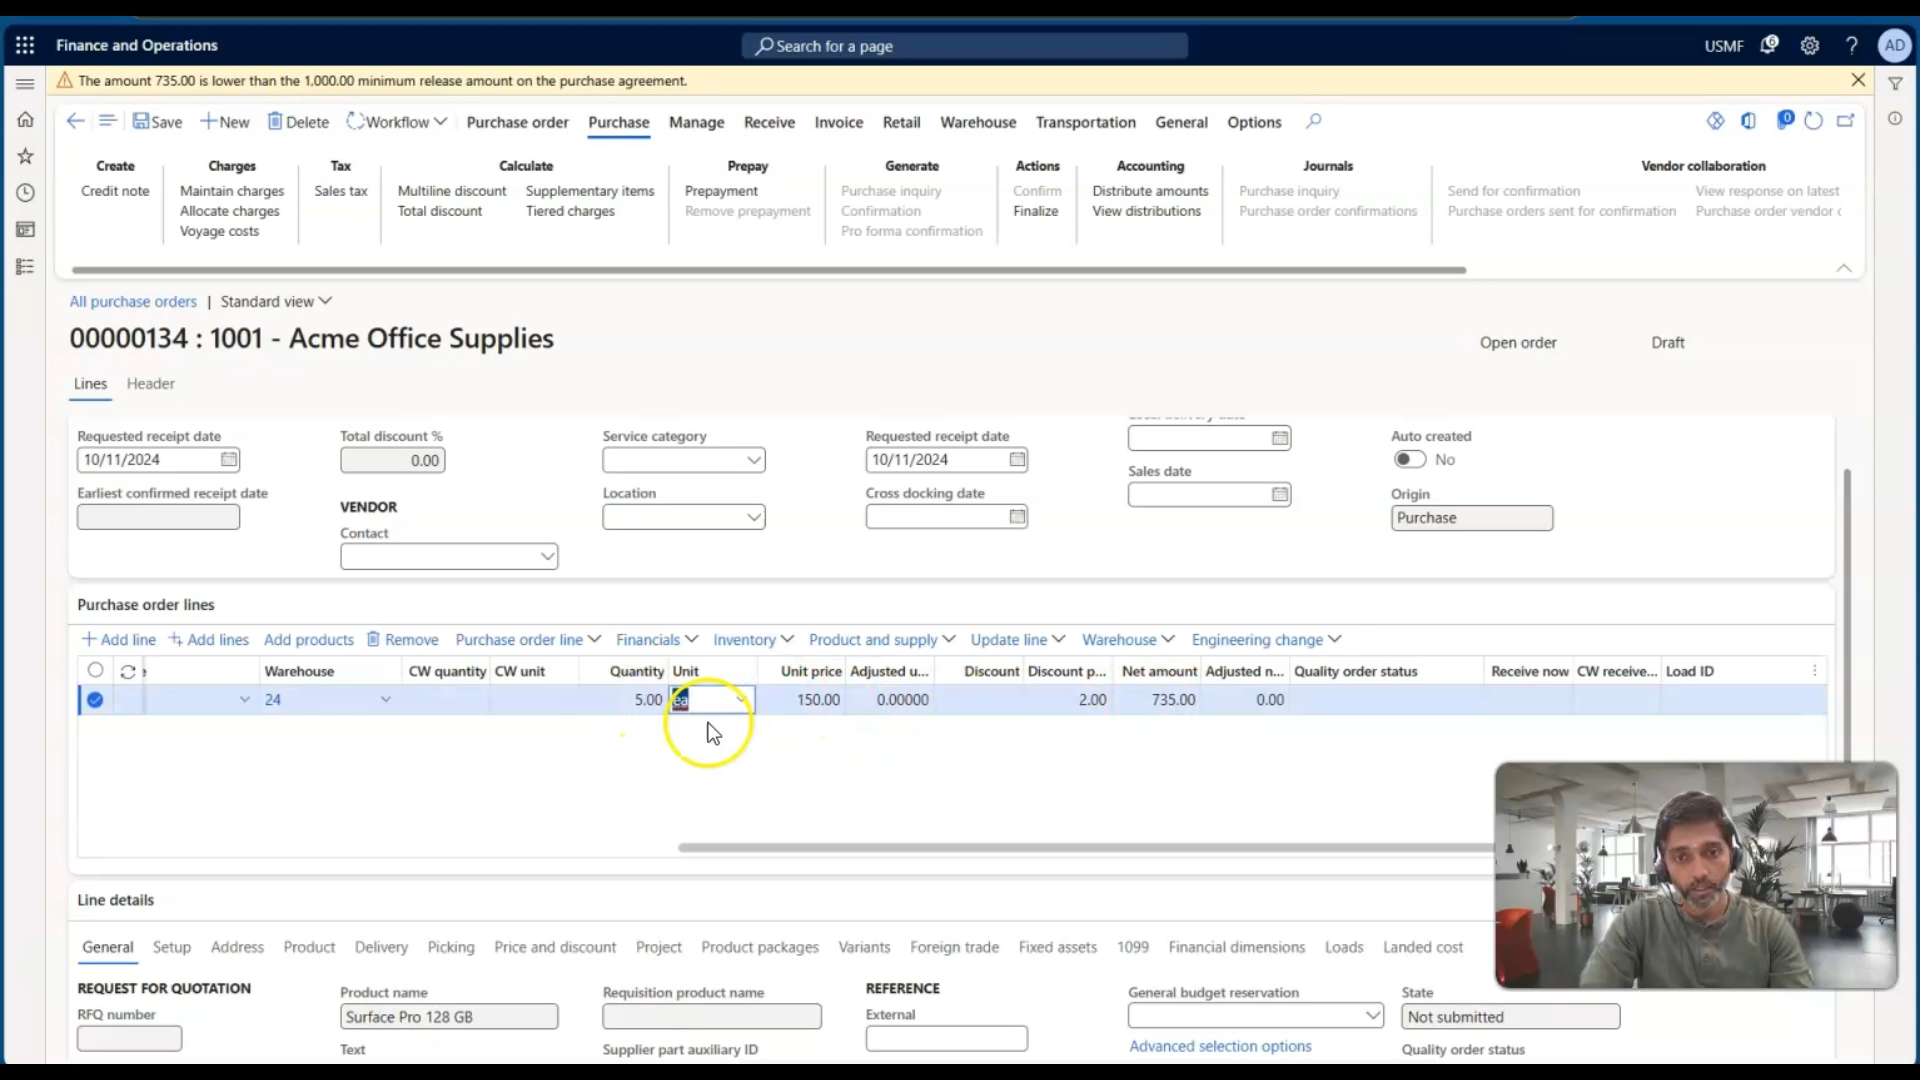 Finance and Operations
Search for a page
USMF
6
?
AD
The amount 735.00 is lower than the 1,000.00 minimum release amount on the purchase agreement.
Save
New
Delete
Workflow
Purchase order
Purchase
Manage
Receive
Invoice
Retail
Warehouse
Transportation
General
Options
0
Create
Credit note
Charges
Maintain charges
Allocate charges
Voyage costs
Tax
Sales tax
Calculate
Multiline discount
Total discount
Supplementary items
Tiered charges
Prepay
Prepayment
Remove prepayment
Generate
Purchase inquiry
Confirmation
Pro forma confirmation
Actions
Confirm
Finalize
Accounting
Distribute amounts
View distributions
Journals
Purchase inquiry
Purchase order confirmations
Vendor collaboration
Send for confirmation
Purchase orders sent for confirmation
View response on latest
Purchase order vendor c
All purchase orders | Standard view
00000134 : 1001 - Acme Office Supplies
Open order
Draft
Lines
Header
Requested receipt date
10/11/2024
Earliest confirmed receipt date
Total discount %
0.00
VENDOR
Contact
Service category
Location
Requested receipt date
10/11/2024
Cross docking date
Sales date
Auto created
No
Origin
Purchase
Purchase order lines
Add line
Add lines
Add products
Remove
Purchase order line
Financials
Inventory
Product and supply
Update line
Warehouse
Engineering change
Warehouse CW quantity CW unit Quantity Unit Unit price Adjusted u... Discount Discount p... Net amount Adjusted n... Quality order status Receive now CW receive... Load ID
24 5.00 ea 150.00 0.00000 2.00 735.00 0.00
Line details
General
Setup
Address
Product
Delivery
Picking
Price and discount
Project
Product packages
Variants
Foreign trade
Fixed assets
1099
Financial dimensions
Loads
Landed cost
REQUEST FOR QUOTATION
RFQ number
Product name
Surface Pro 128 GB
Text
Requisition product name
Supplier part auxiliary ID
REFERENCE
External
General budget reservation
Advanced selection options
State
Not submitted
Quality order status